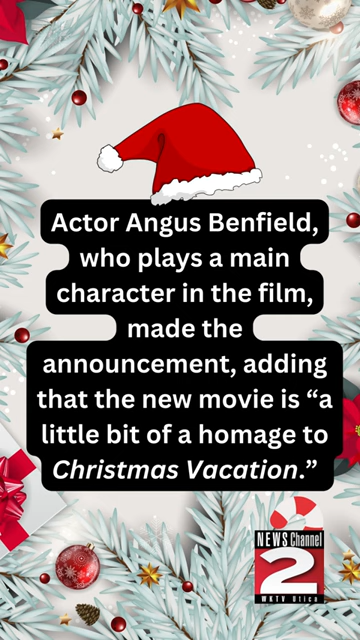 Actor Angus Benfield,
who plays a main
character in the film,
made the
announcement, adding
that the new movie is “a
little bit of a homage to
Christmas Vacation.”
NEWS Channel
2
WKTV Utica